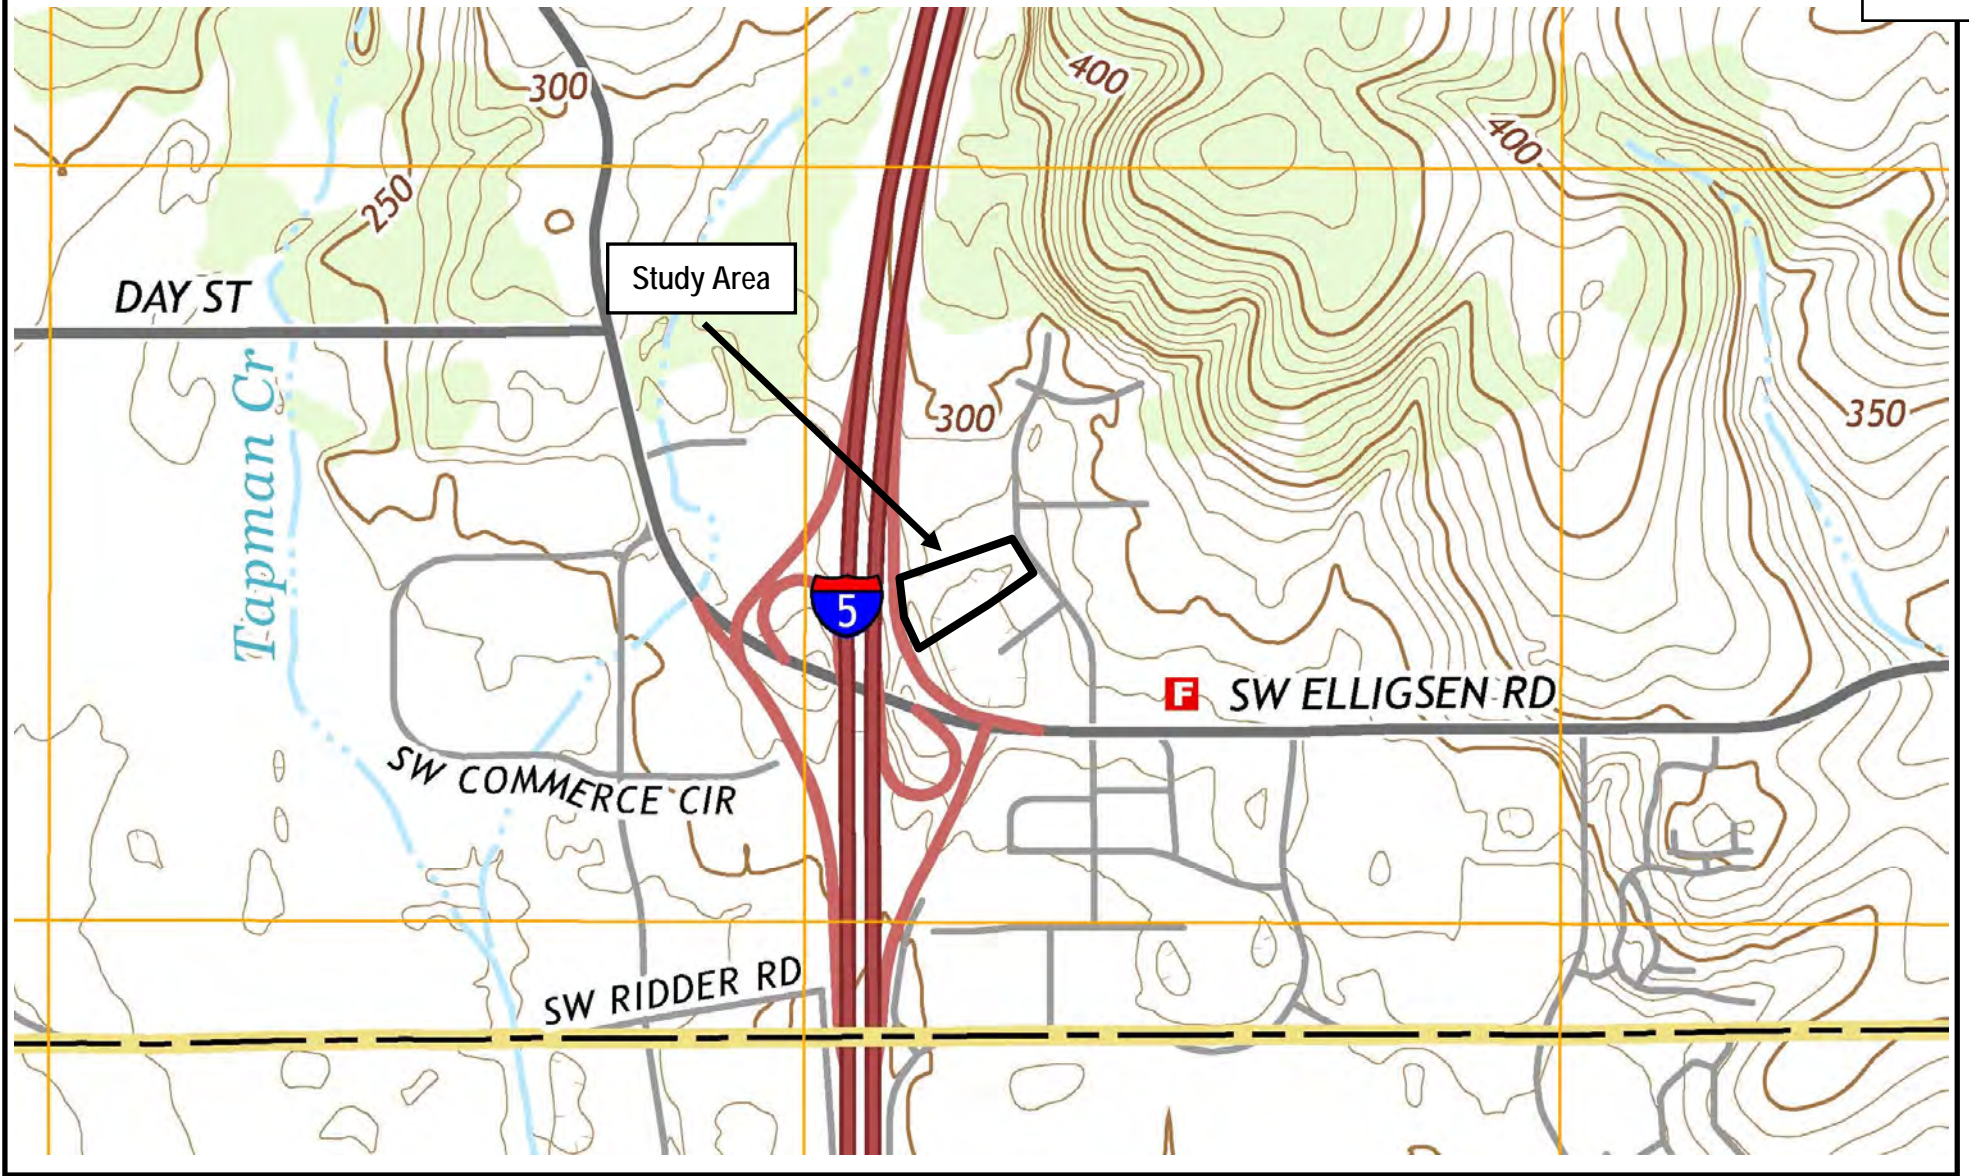 400
300
400
250
Study Area
DAY ST
Tapman Cr
300
350
5
F
SW ELLIGSEN RD
SW COMMERCE CIR
SW RIDDER RD